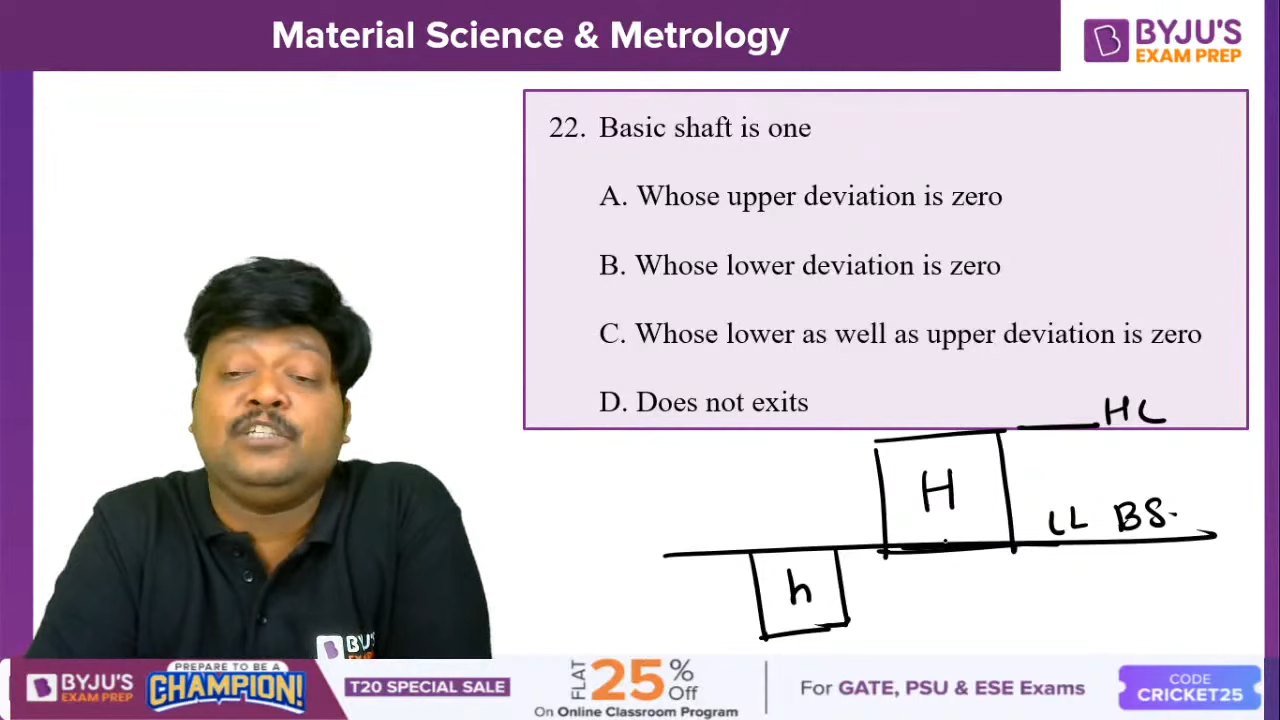 Material Science & Metrology
BYJU'S
EXAM PREP
22. Basic shaft is one
A. Whose upper deviation is zero
B. Whose lower deviation is zero
C. Whose lower as well as upper deviation is zero
D. Does not exits
HL
H
LL BS.
h
BYJU'S
EXAM
BYJU'S
EXAM PREP
PREPARE TO BE A
CHAMPION!
T20 SPECIAL SALE
FLAT 25% Off
On Online Classroom Program
For GATE, PSU & ESE Exams
CODE
CRICKET25